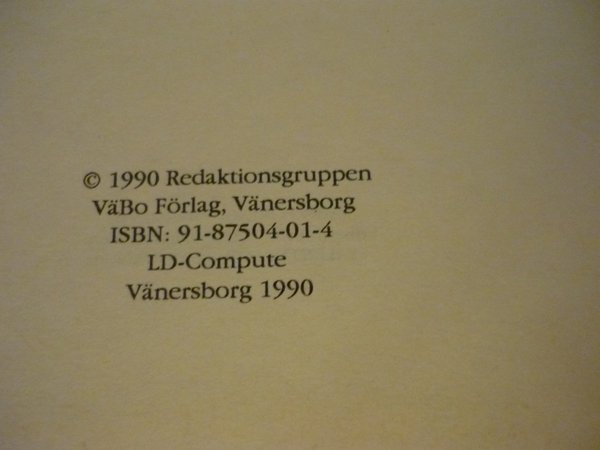 © 1990 Redaktionsgruppen
VäBo Förlag, Vänersborg
ISBN: 91-87504-01-4
LD-Compute
Vänersborg 1990